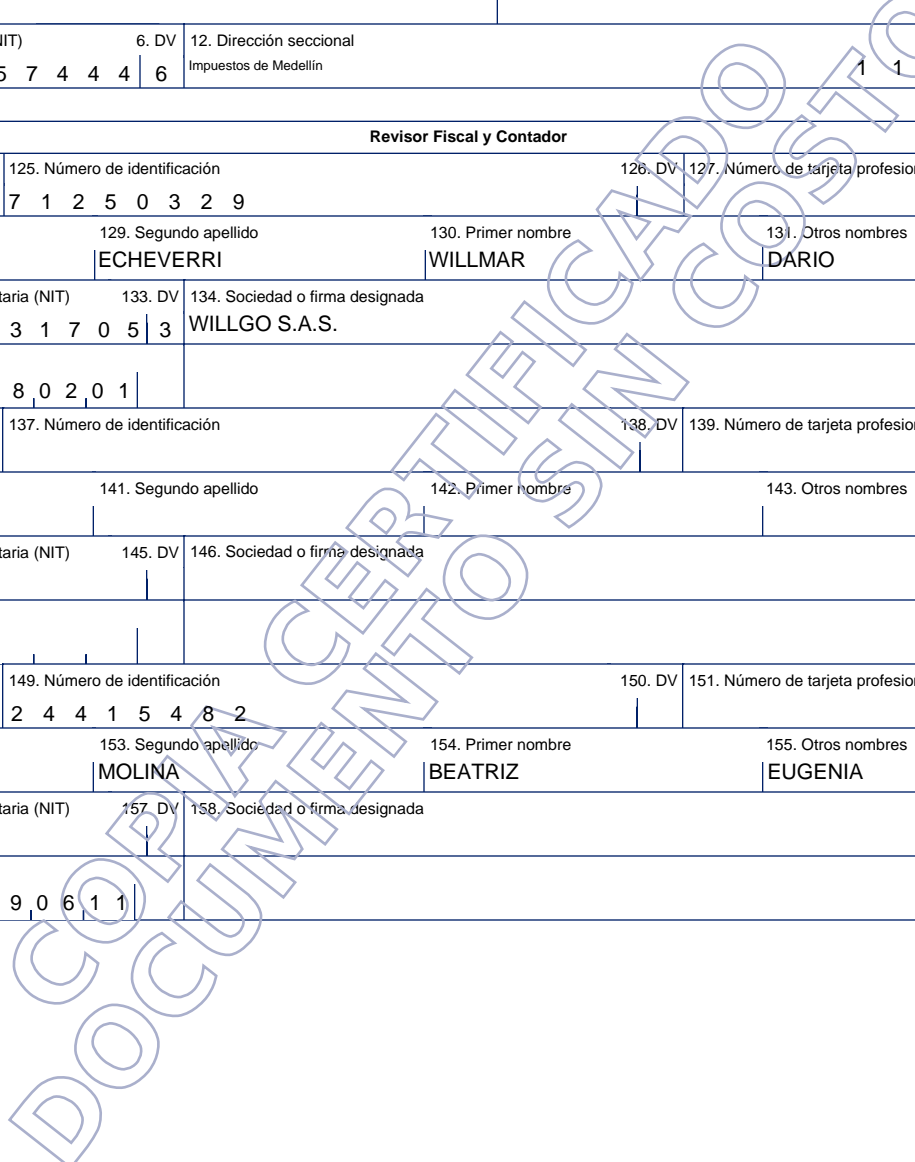 NIT) 6. DV 12. Dirección seccional
5 7 4 4 4 6 Impuestos de Medellín 1 1
Revisor Fiscal y Contador
125. Número de identificación 126. DV 127. Número de tarjeta profesion
7 1 2 5 0 3 2 9
129. Segundo apellido 130. Primer nombre 131. Otros nombres
ECHEVERRI WILLMAR DARIO
taria (NIT) 133. DV 134. Sociedad o firma designada
3 1 7 0 5 3 WILLGO S.A.S.
8 0 2 0 1
137. Número de identificación 138. DV 139. Número de tarjeta profesion
141. Segundo apellido 142. Primer nombre 143. Otros nombres
taria (NIT) 145. DV 146. Sociedad o firma designada
149. Número de identificación 150. DV 151. Número de tarjeta profesion
2 4 4 1 5 4 8 2
153. Segundo apellido 154. Primer nombre 155. Otros nombres
MOLINA BEATRIZ EUGENIA
taria (NIT) 157. DV 158. Sociedad o firma designada
9 0 6 1 1
COPIA CERTIFICADO
DOCUMENTO SIN COSTO